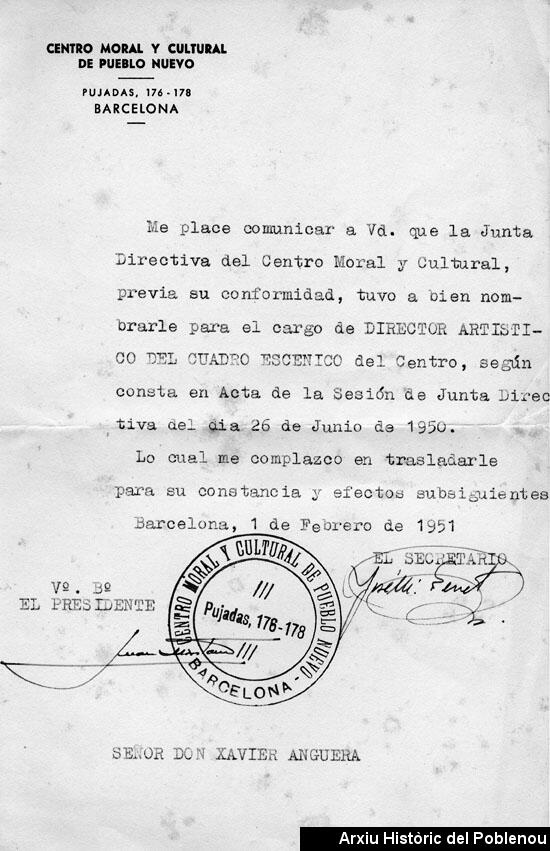 CENTRO MORAL Y CULTURAL
DE PUEBLO NUEVO
PUJADAS, 176-178
BARCELONA
Me place comunicar a Vd. que la Junta
Directiva del Centro Moral y Cultural,
previa su conformidad, tuvo a bien nom-
brarle para el cargo de DIRECTOR ARTISTI-
CO DEL CUADRO ESCENICO del Centro, según
consta en Acta de la Sesión de Junta Direc
tiva del dia 26 de Junio de 1950.
Lo cual me complazco en trasladarle
para su constancia y efectos subsiguientes
Barcelona, 1 de Febrero de 1951
EL SECRETARIO
Vº. Bº
EL PRESIDENTE
CENTRO MORAL Y CULTURAL DE PUEBLO NUEVO
Pujadas, 176-178
- BARCELONA -
SEÑOR DON XAVIER ANGUERA
Arxiu Històric del Poblenou